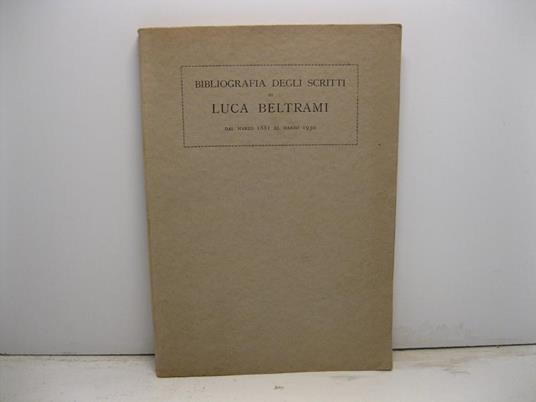 BIBLIOGRAFIA DEGLI SCRITTI
DI
LUCA BELTRAMI
DAL MARZO 1881 AL MARZO 1930